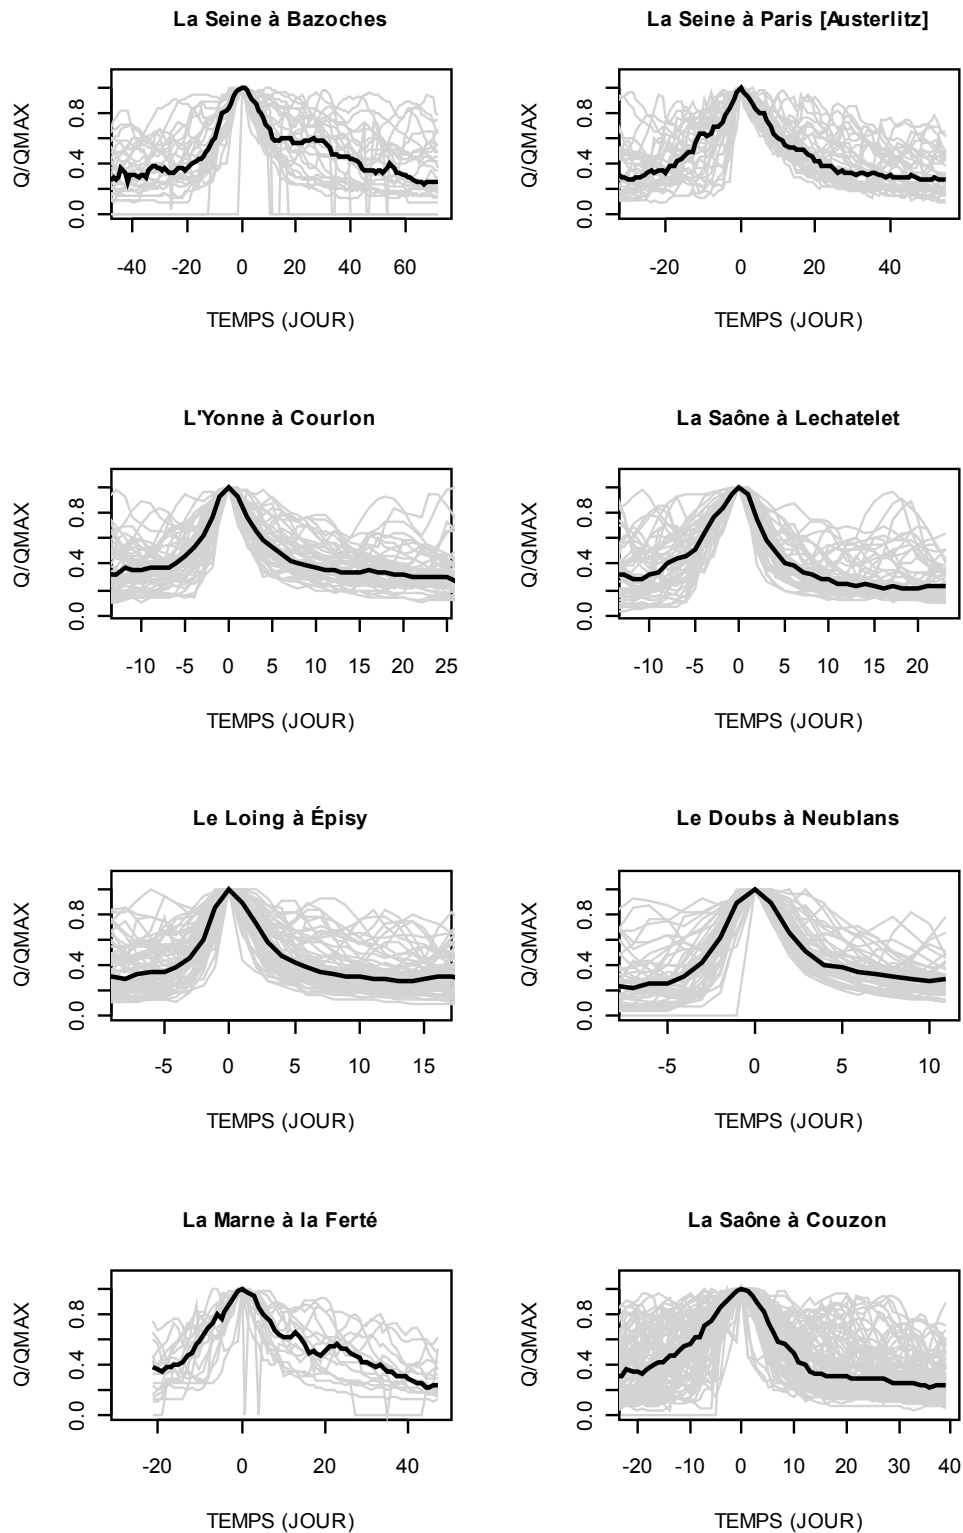 La Seine à Bazoches
La Seine à Paris [Austerlitz]
Q/QMAX
0.0 0.4 0.8
-40 -20 0 20 40 60
TEMPS (JOUR)
Q/QMAX
0.0 0.4 0.8
-20 0 20 40
TEMPS (JOUR)
L'Yonne à Courlon
La Saône à Lechatelet
Q/QMAX
0.0 0.4 0.8
-10 -5 0 5 10 15 20 25
TEMPS (JOUR)
Q/QMAX
0.0 0.4 0.8
-10 -5 0 5 10 15 20
TEMPS (JOUR)
Le Loing à Épisy
Le Doubs à Neublans
Q/QMAX
0.0 0.4 0.8
-5 0 5 10 15
TEMPS (JOUR)
Q/QMAX
0.0 0.4 0.8
-5 0 5 10
TEMPS (JOUR)
La Marne à la Ferté
La Saône à Couzon
Q/QMAX
0.0 0.4 0.8
-20 0 20 40
TEMPS (JOUR)
Q/QMAX
0.0 0.4 0.8
-20 -10 0 10 20 30 40
TEMPS (JOUR)